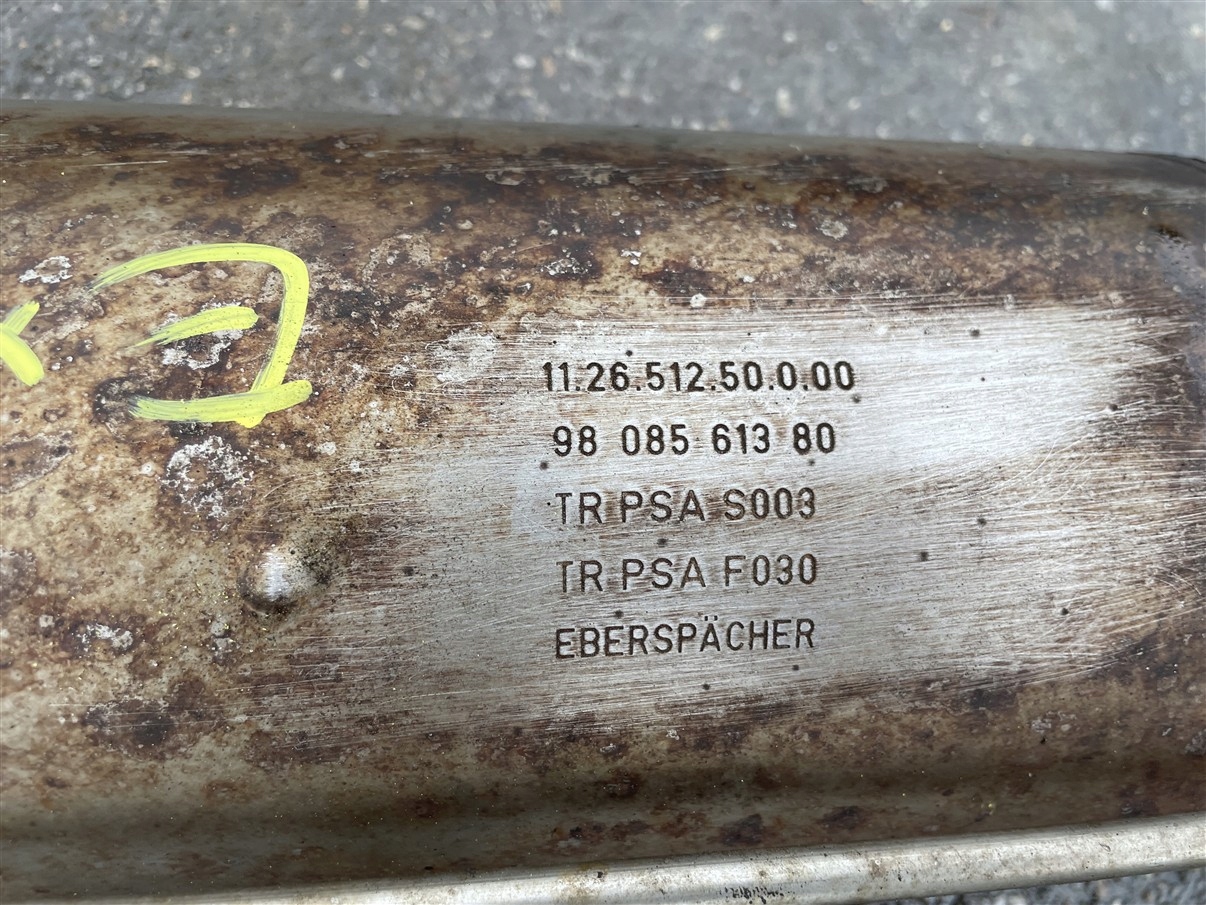 11.26.512.50.0.00
98 085 613 80
TR PSA S003
TR PSA F030
EBERSPÄCHER